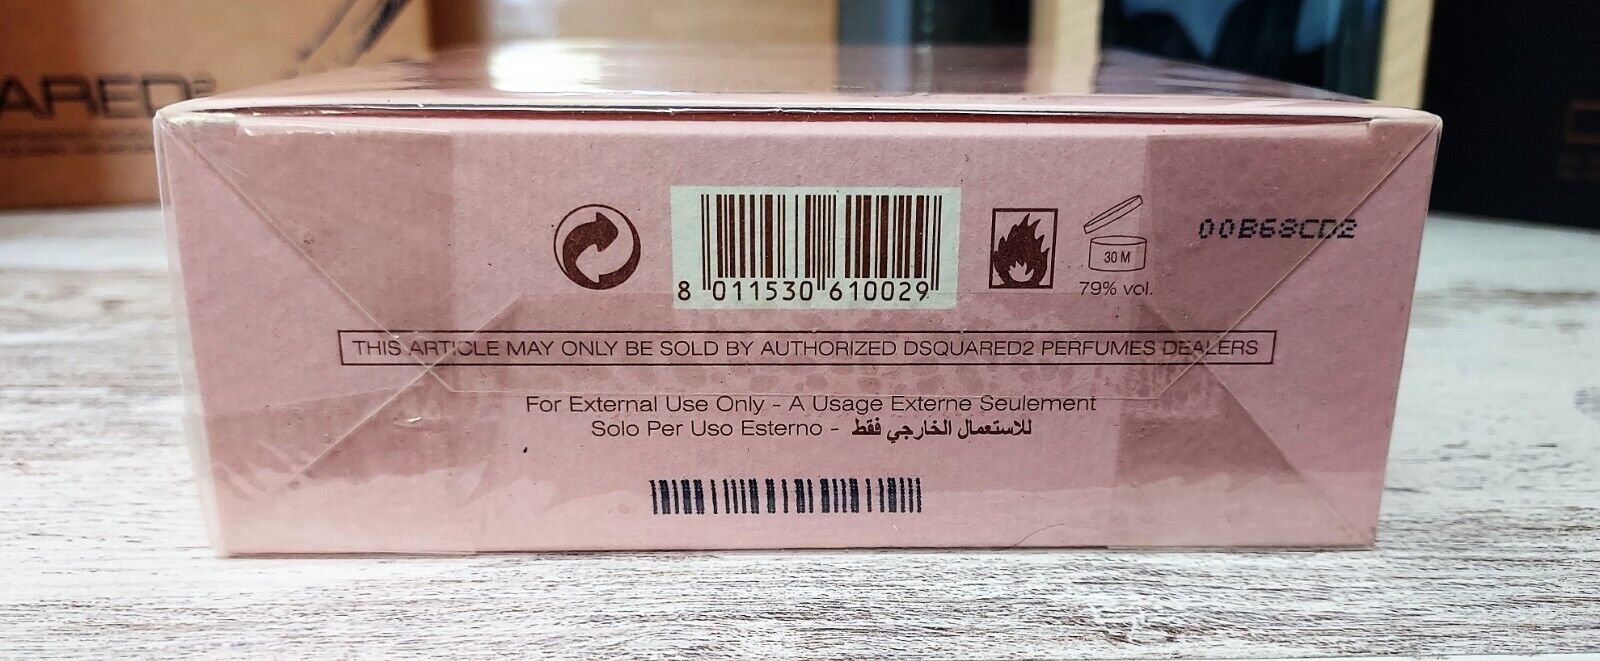 ARED2
8 011530 610029
30 M
79% vol.
00B68CD2
THIS ARTICLE MAY ONLY BE SOLD BY AUTHORIZED DSQUARED2 PERFUMES DEALERS
For External Use Only - A Usage Externe Seulement
Solo Per Uso Esterno - للاستعمال الخارجي فقط